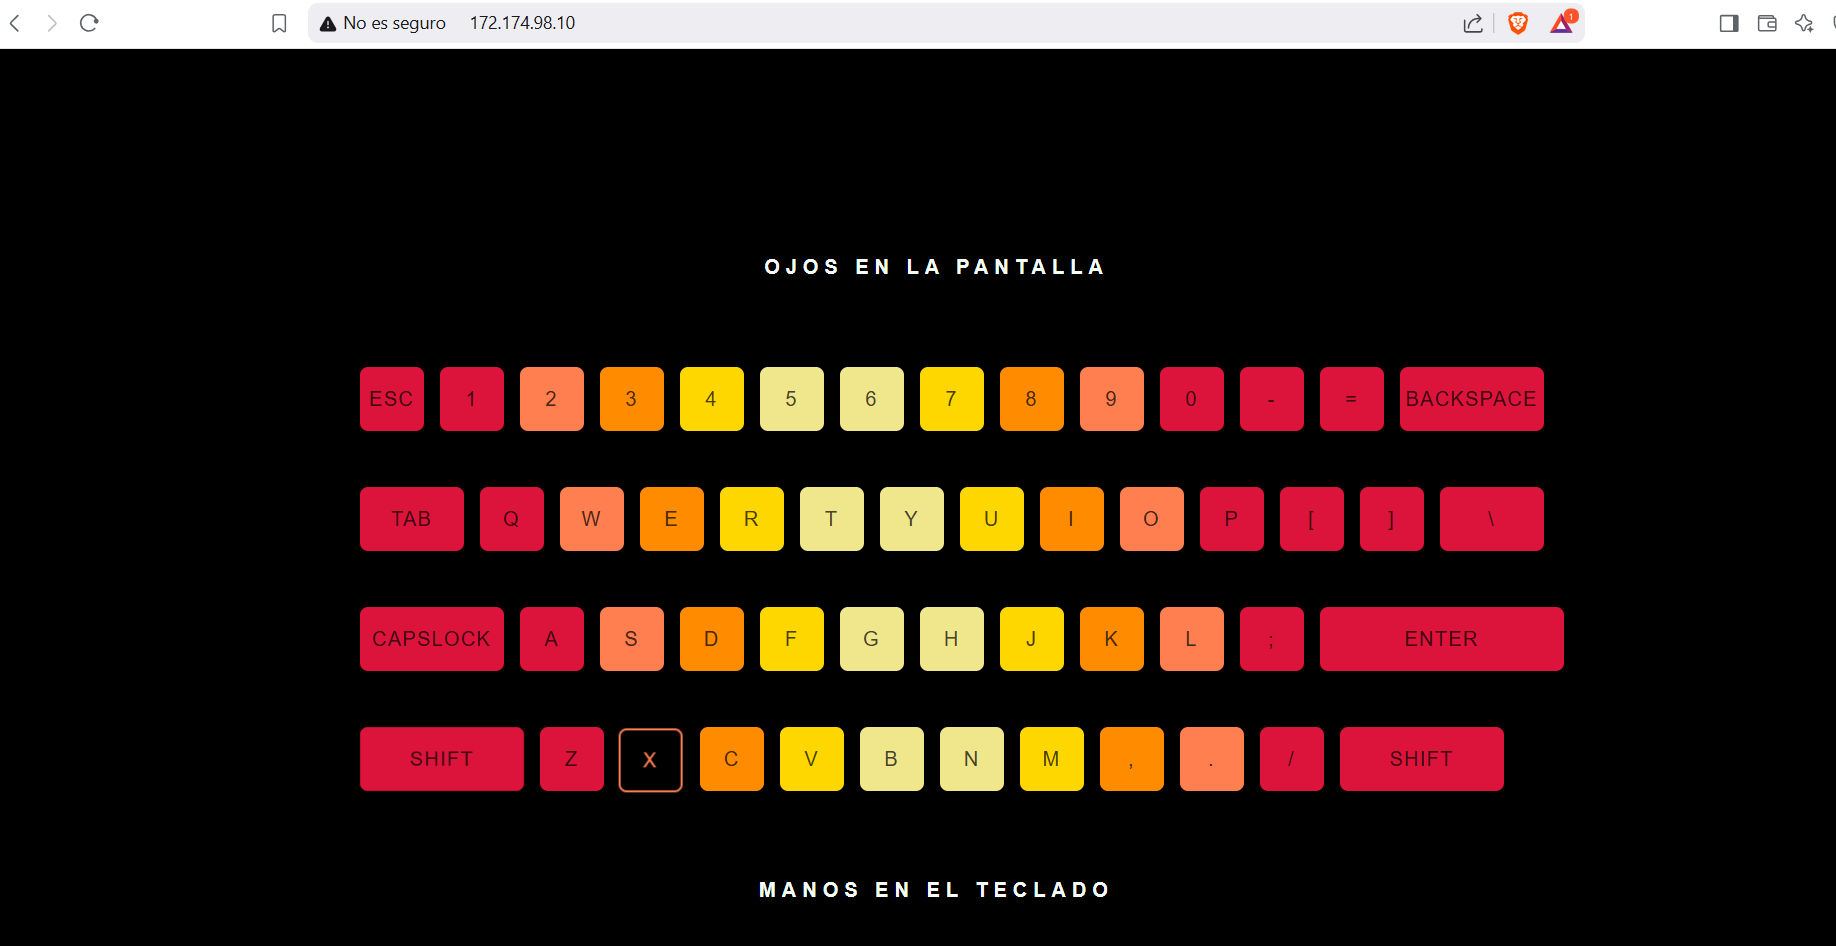 No es seguro 172.174.98.10 1
OJOS EN LA PANTALLA
ESC 1 2 3 4 5 6 7 8 9 0 - = BACKSPACE
TAB Q W E R T Y U I O P [ ] \
CAPSLOCK A S D F G H J K L ; ENTER
SHIFT Z X C V B N M , . / SHIFT
MANOS EN EL TECLADO